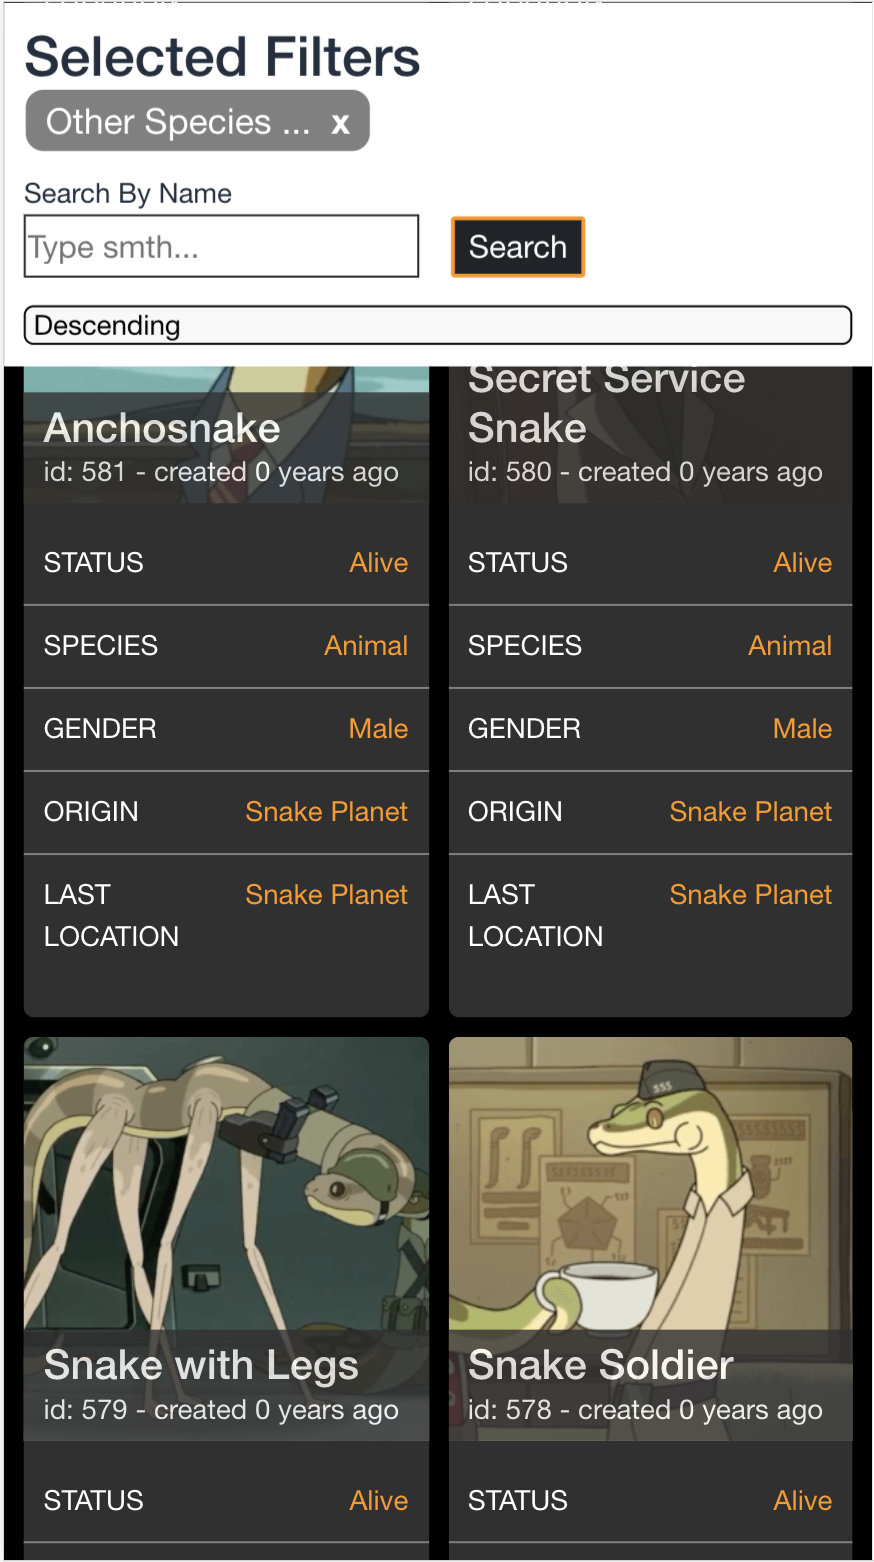 Selected Filters
Other Species ... x
Search By Name
Type smth...
Search
Descending
Anchosnake
id: 581 - created 0 years ago
STATUS Alive
SPECIES Animal
GENDER Male
ORIGIN Snake Planet
LAST LOCATION Snake Planet
Secret Service
Snake
id: 580 - created 0 years ago
STATUS Alive
SPECIES Animal
GENDER Male
ORIGIN Snake Planet
LAST LOCATION Snake Planet
Snake with Legs
id: 579 - created 0 years ago
STATUS Alive
SSS
Snake Soldier
id: 578 - created 0 years ago
STATUS Alive